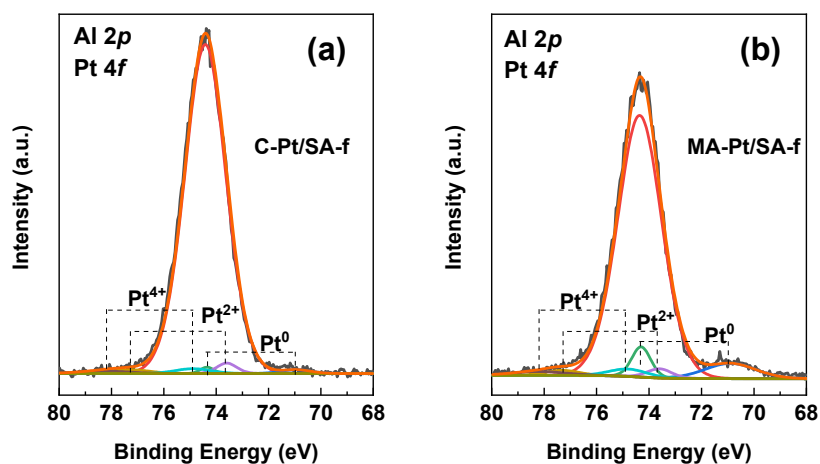 Al 2p
Pt 4f
(a)
C-Pt/SA-f
Pt4+
Pt2+
Pt0
Intensity (a.u.)
80 78 76 74 72 70 68
Binding Energy (eV)
Al 2p
Pt 4f
(b)
MA-Pt/SA-f
Pt4+
Pt2+
Pt0
Intensity (a.u.)
80 78 76 74 72 70 68
Binding Energy (eV)